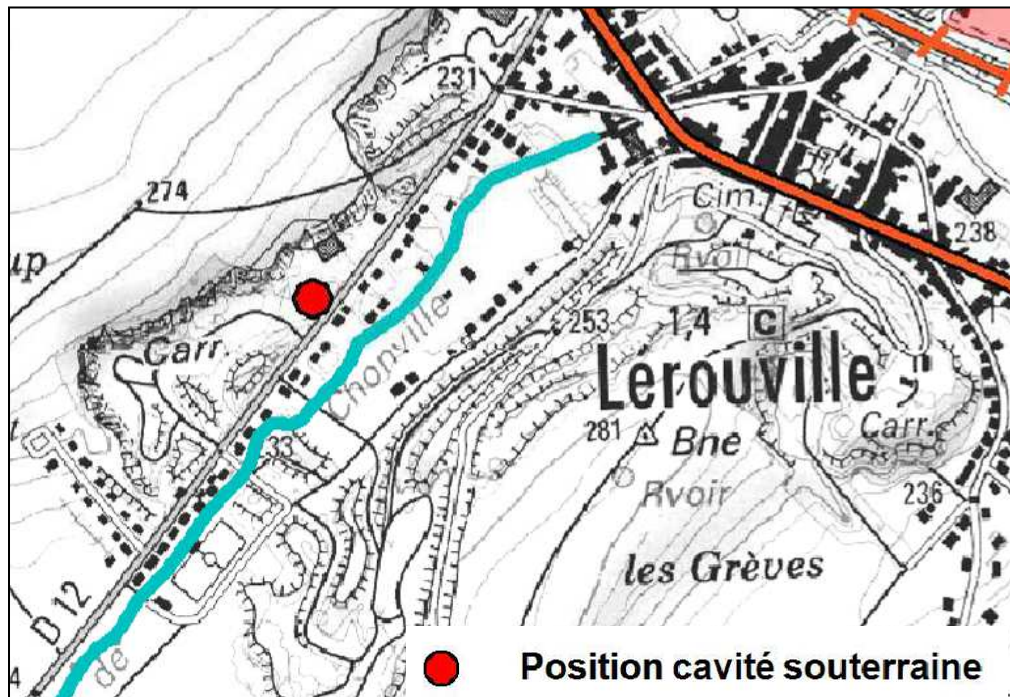 231
274
up
Cim.
Rvoir
238
253
1,4
C
Carr.
Lerouville
Chonville
281
Bne
Carr.
Rvoir
33
236
les Grèves
D 12
de
4
Position cavité souterraine